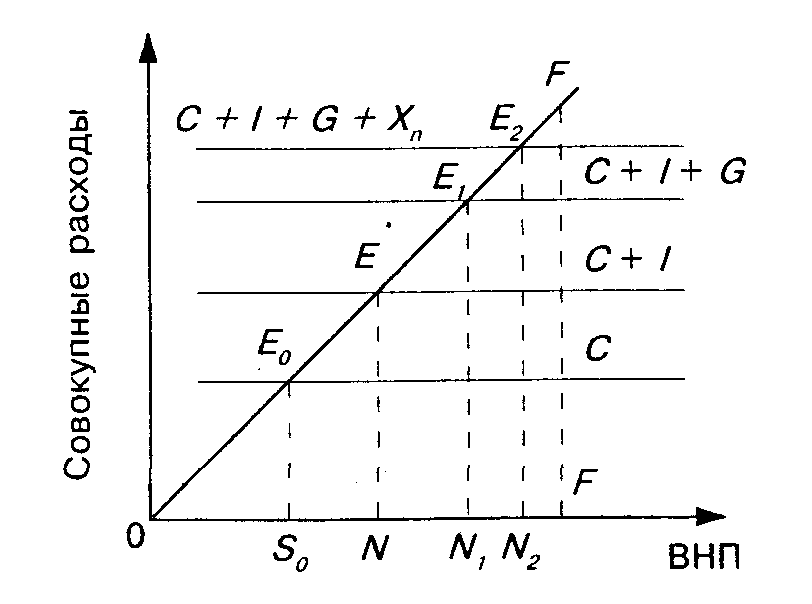 F
C + I + G + Xₙ
E₂
C + I + G
E₁
E
C + I
E₀
C
Совокупные расходы
F
0
S₀
N
N₁
N₂
ВНП